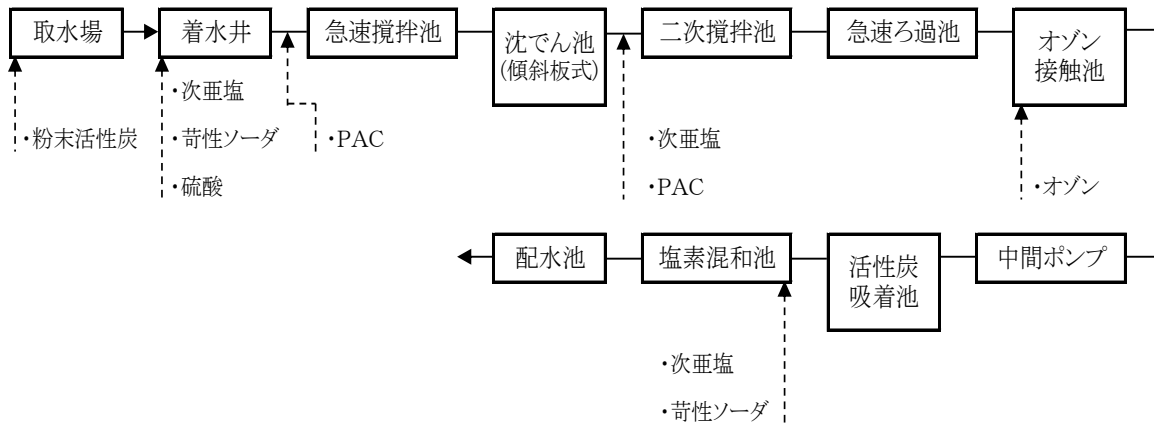 取水場
着水井
急速撹拌池
沈でん池
(傾斜板式)
二次撹拌池
急速ろ過池
オゾン
接触池
・粉末活性炭
・次亜塩
・苛性ソーダ
・硫酸
・PAC
・次亜塩
・PAC
・オゾン
配水池
塩素混和池
活性炭
吸着池
中間ポンプ
・次亜塩
・苛性ソーダ